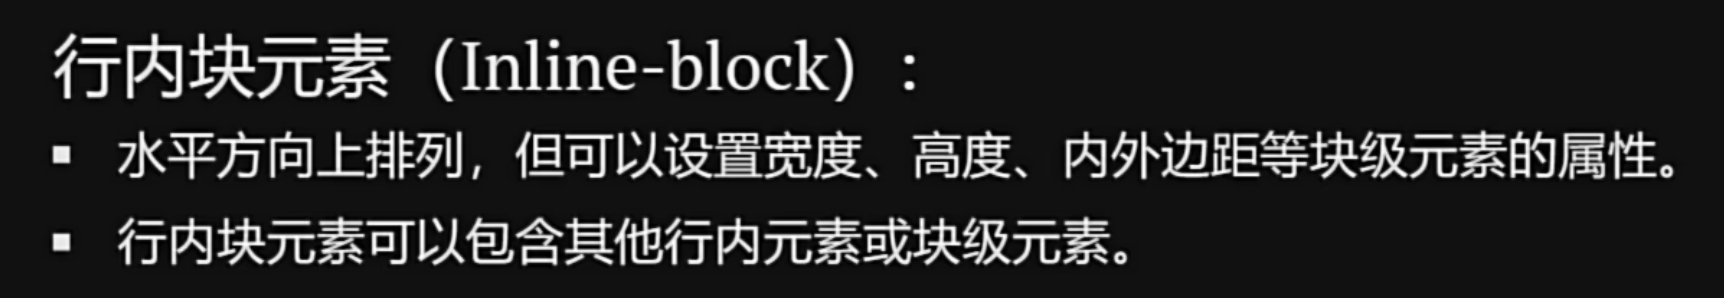 行内块元素（Inline-block）：
▪ 水平方向上排列，但可以设置宽度、高度、内外边距等块级元素的属性。
▪ 行内块元素可以包含其他行内元素或块级元素。